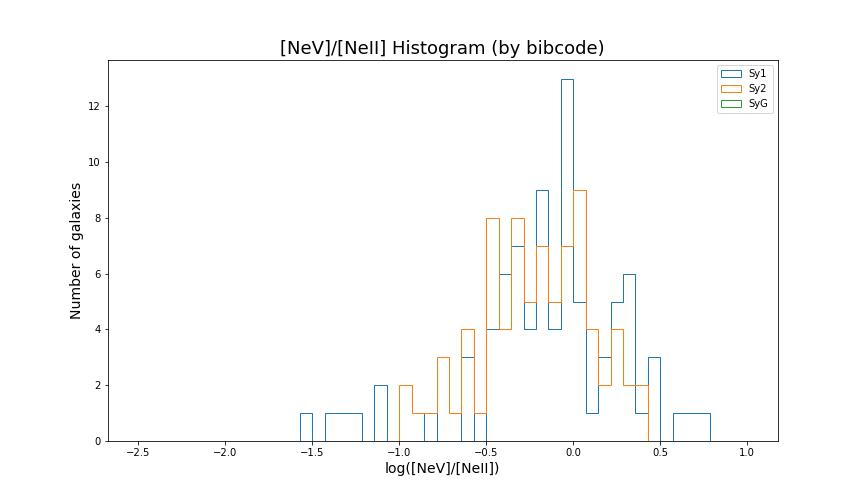 [NeV]/[NeII] Histogram (by bibcode)
Sy1
Sy2
SyG
Number of galaxies
12
10
8
6
4
2
0
−2.5 −2.0 −1.5 −1.0 −0.5 0.0 0.5 1.0
log([NeV]/[NeII])